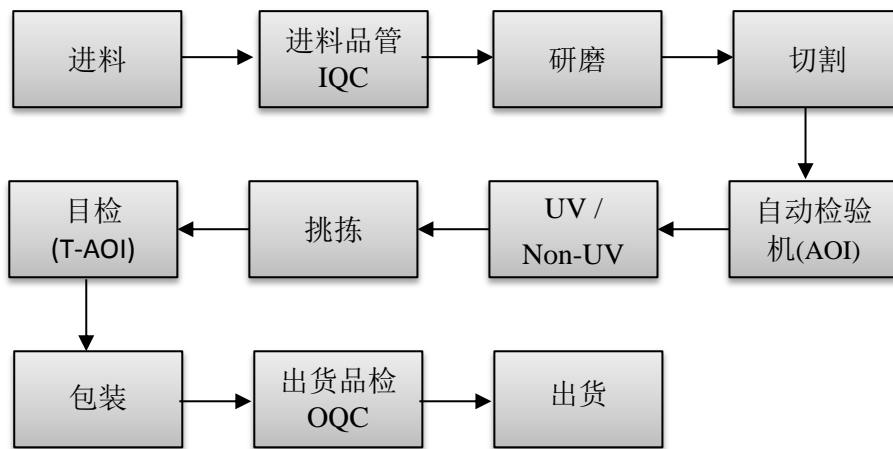 进料
进料品管
IQC
研磨
切割
自动检验
机(AOI)
UV /
Non-UV
挑拣
目检
(T-AOI)
包装
出货品检
OQC
出货